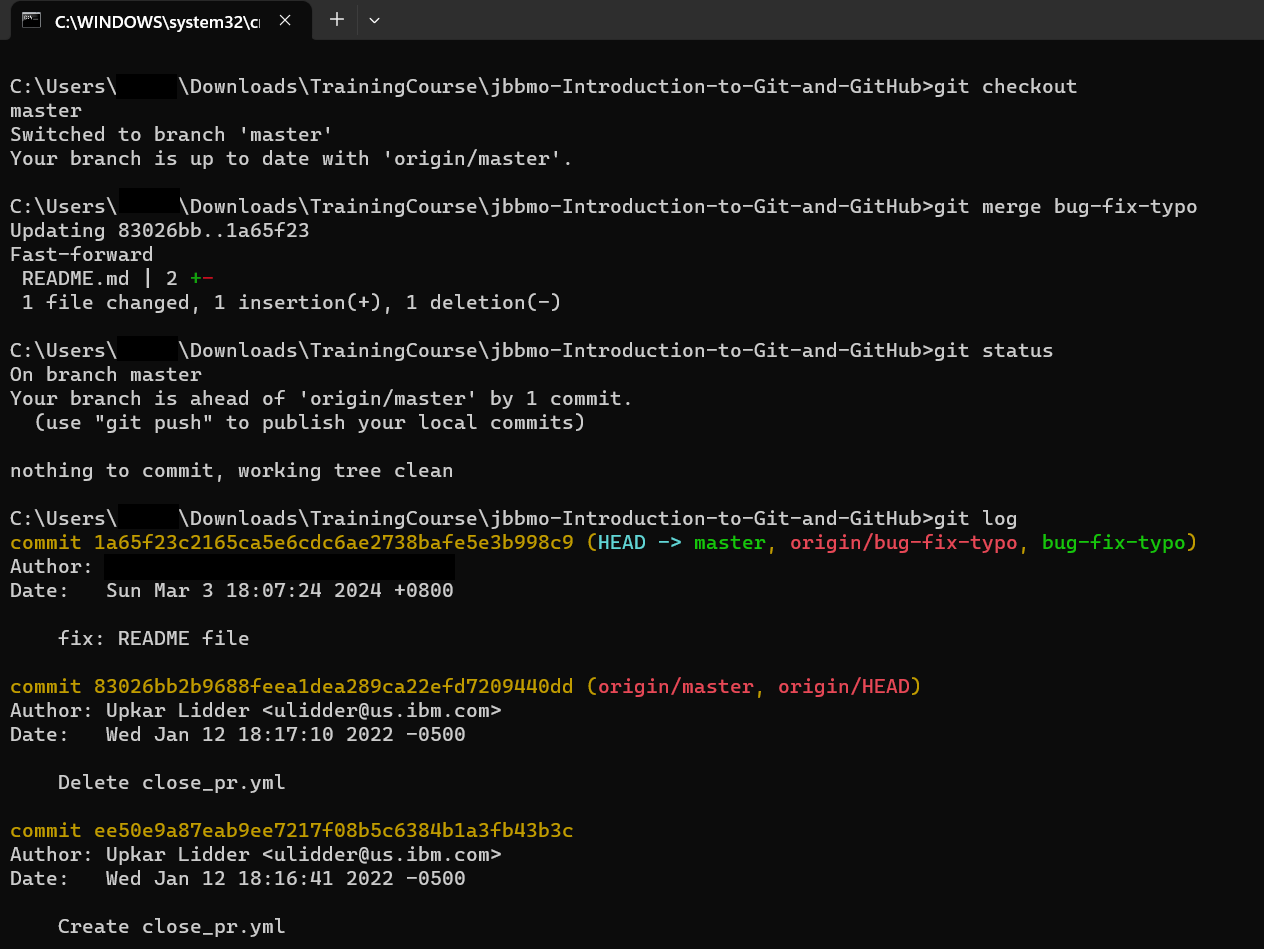 C:\WINDOWS\system32\c
C:\Users\ \Downloads\TrainingCourse\jbbmo-Introduction-to-Git-and-GitHub>git checkout
master
Switched to branch 'master'
Your branch is up to date with 'origin/master'.
C:\Users\ \Downloads\TrainingCourse\jbbmo-Introduction-to-Git-and-GitHub>git merge bug-fix-typo
Updating 83026bb..1a65f23
Fast-forward
 README.md | 2 +-
 1 file changed, 1 insertion(+), 1 deletion(-)
C:\Users\ \Downloads\TrainingCourse\jbbmo-Introduction-to-Git-and-GitHub>git status
On branch master
Your branch is ahead of 'origin/master' by 1 commit.
  (use "git push" to publish your local commits)
nothing to commit, working tree clean
C:\Users\ \Downloads\TrainingCourse\jbbmo-Introduction-to-Git-and-GitHub>git log
commit 1a65f23c2165ca5e6cdc6ae2738bafe5e3b998c9 (HEAD -> master, origin/bug-fix-typo, bug-fix-typo)
Author:
Date:   Sun Mar 3 18:07:24 2024 +0800
    fix: README file
commit 83026bb2b9688feea1dea289ca22efd7209440dd (origin/master, origin/HEAD)
Author: Upkar Lidder <ulidder@us.ibm.com>
Date:   Wed Jan 12 18:17:10 2022 -0500
    Delete close_pr.yml
commit ee50e9a87eab9ee7217f08b5c6384b1a3fb43b3c
Author: Upkar Lidder <ulidder@us.ibm.com>
Date:   Wed Jan 12 18:16:41 2022 -0500
    Create close_pr.yml